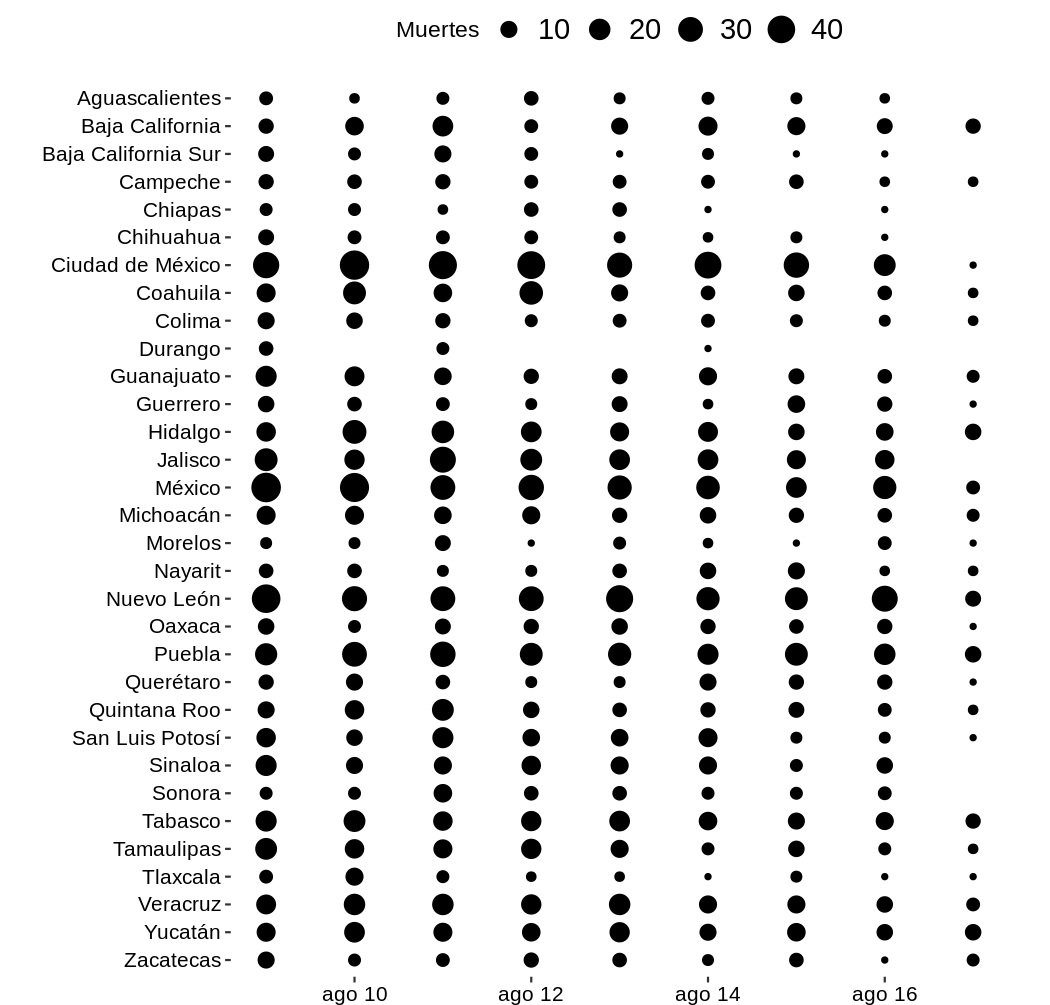 Muertes 10 20 30 40
Aguascalientes
Baja California
Baja California Sur
Campeche
Chiapas
Chihuahua
Ciudad de México
Coahuila
Colima
Durango
Guanajuato
Guerrero
Hidalgo
Jalisco
México
Michoacán
Morelos
Nayarit
Nuevo León
Oaxaca
Puebla
Querétaro
Quintana Roo
San Luis Potosí
Sinaloa
Sonora
Tabasco
Tamaulipas
Tlaxcala
Veracruz
Yucatán
Zacatecas
ago 10 ago 12 ago 14 ago 16